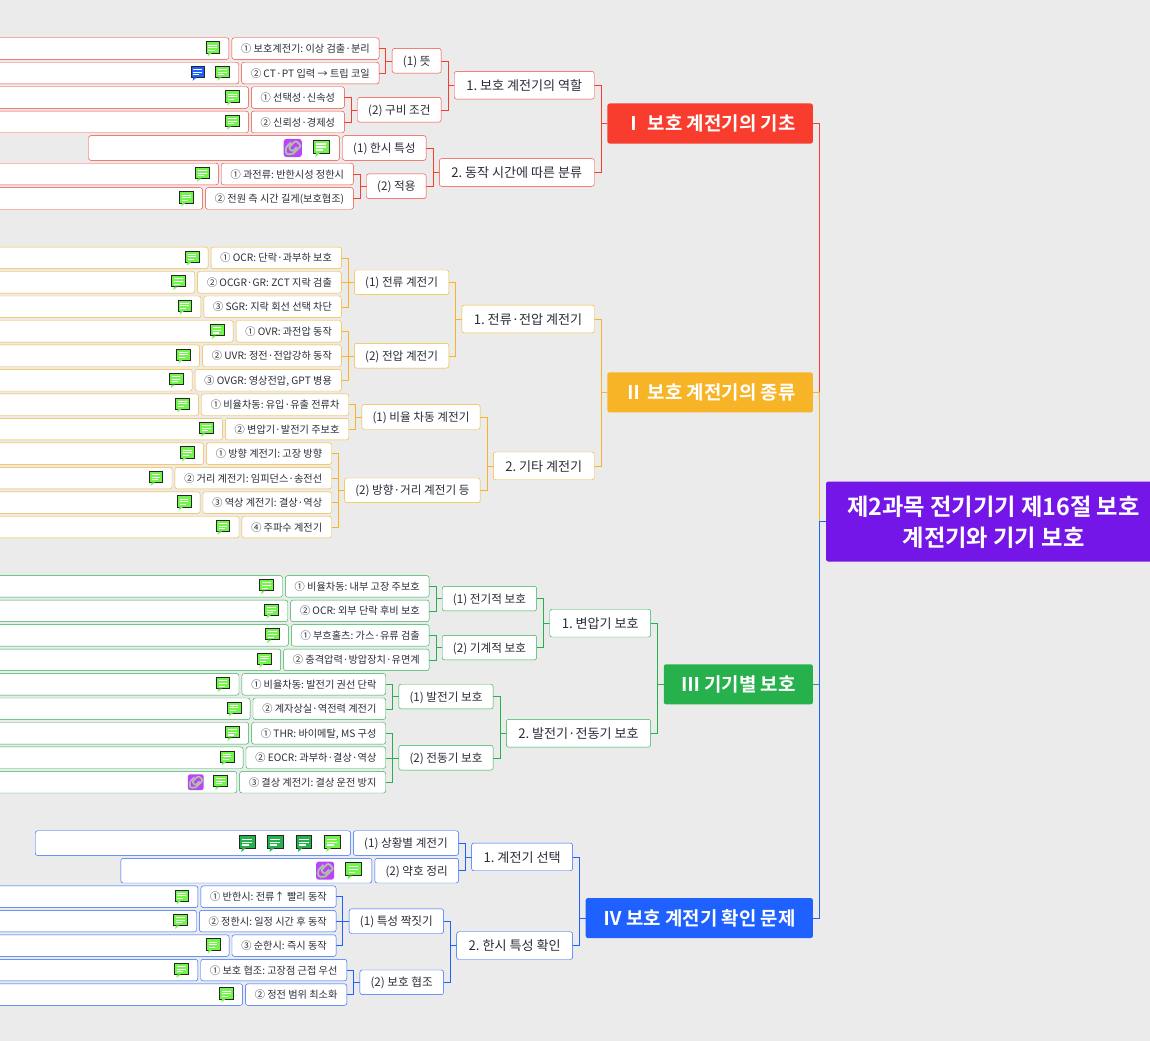 제2과목 전기기기 제16절 보호
계전기와 기기 보호
Ⅰ 보호 계전기의 기초
1. 보호 계전기의 역할
(1) 뜻
① 보호계전기: 이상 검출·분리
② CT·PT 입력 → 트립 코일
(2) 구비 조건
① 선택성·신속성
② 신뢰성·경제성
2. 동작 시간에 따른 분류
(1) 한시 특성
(2) 적용
① 과전류: 반한시성 정한시
② 전원 측 시간 길게(보호협조)
Ⅱ 보호 계전기의 종류
1. 전류·전압 계전기
(1) 전류 계전기
① OCR: 단락·과부하 보호
② OCGR·GR: ZCT 지락 검출
③ SGR: 지락 회선 선택 차단
(2) 전압 계전기
① OVR: 과전압 동작
② UVR: 정전·전압강하 동작
③ OVGR: 영상전압, GPT 병용
2. 기타 계전기
(1) 비율 차동 계전기
① 비율차동: 유입·유출 전류차
② 변압기·발전기 주보호
(2) 방향·거리 계전기 등
① 방향 계전기: 고장 방향
② 거리 계전기: 임피던스·송전선
③ 역상 계전기: 결상·역상
④ 주파수 계전기
III 기기별 보호
1. 변압기 보호
(1) 전기적 보호
① 비율차동: 내부 고장 주보호
② OCR: 외부 단락 후비 보호
(2) 기계적 보호
① 부흐홀츠: 가스·유류 검출
② 충격압력·방압장치·유면계
2. 발전기·전동기 보호
(1) 발전기 보호
① 비율차동: 발전기 권선 단락
② 계자상실·역전력 계전기
(2) 전동기 보호
① THR: 바이메탈, MS 구성
② EOCR: 과부하·결상·역상
③ 결상 계전기: 결상 운전 방지
IV 보호 계전기 확인 문제
1. 계전기 선택
(1) 상황별 계전기
(2) 약호 정리
2. 한시 특성 확인
(1) 특성 짝짓기
① 반한시: 전류↑ 빨리 동작
② 정한시: 일정 시간 후 동작
③ 순한시: 즉시 동작
(2) 보호 협조
① 보호 협조: 고장점 근접 우선
② 정전 범위 최소화